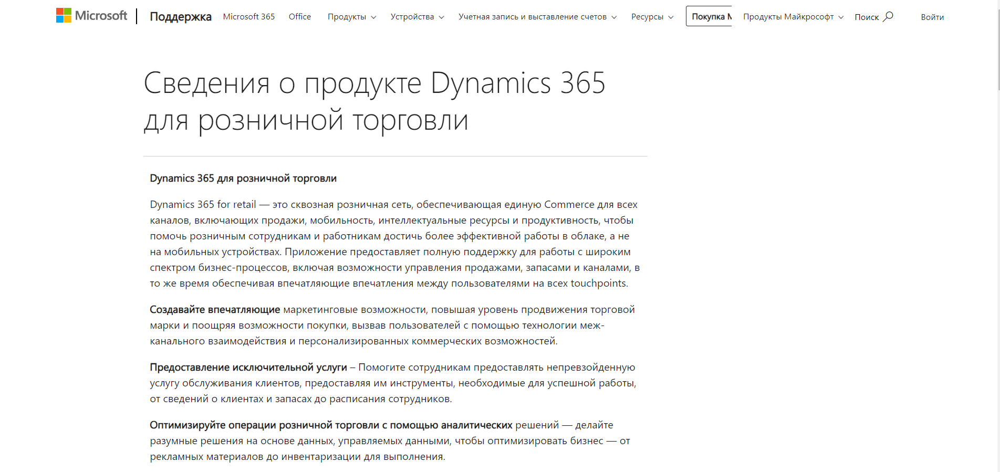 Microsoft Поддержка Microsoft 365 Office Продукты Устройства Учетная запись и выставление счетов Ресурсы Покупка Продукты Майкрософт Поиск Войти
Сведения о продукте Dynamics 365
для розничной торговли
Dynamics 365 для розничной торговли
Dynamics 365 for retail — это сквозная розничная сеть, обеспечивающая единую Commerce для всех
каналов, включающих продажи, мобильность, интеллектуальные ресурсы и продуктивность, чтобы
помочь розничным сотрудникам и работникам достичь более эффективной работы в облаке, а не
на мобильных устройствах. Приложение предоставляет полную поддержку для работы с широким
спектром бизнес-процессов, включая возможности управления продажами, запасами и каналами, в
то же время обеспечивая впечатляющие впечатления между пользователями на всех touchpoints.
Создавайте впечатляющие маркетинговые возможности, повышая уровень продвижения торговой
марки и поощряя возможности покупки, вызвав пользователей с помощью технологии меж-
канального взаимодействия и персонализированных коммерческих возможностей.
Предоставление исключительной услуги – Помогите сотрудникам предоставлять непревзойденную
услугу обслуживания клиентов, предоставляя им инструменты, необходимые для успешной работы,
от сведений о клиентах и запасах до расписания сотрудников.
Оптимизируйте операции розничной торговли с помощью аналитических решений — делайте
разумные решения на основе данных, управляемых данными, чтобы оптимизировать бизнес — от
рекламных материалов до инвентаризации для выполнения.